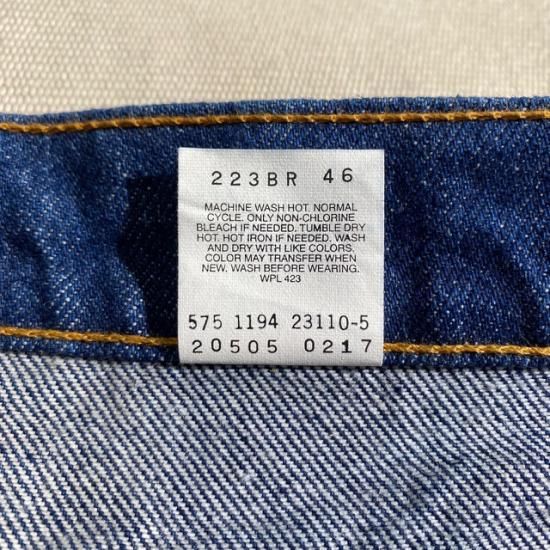 223BR 46
MACHINE WASH HOT. NORMAL
CYCLE. ONLY NON-CHLORINE
BLEACH IF NEEDED. TUMBLE DRY
HOT. HOT IRON IF NEEDED. WASH
AND DRY WITH LIKE COLORS.
COLOR MAY TRANSFER WHEN
NEW. WASH BEFORE WEARING.
WPL 423
575 1194 23110-5
20505 0217